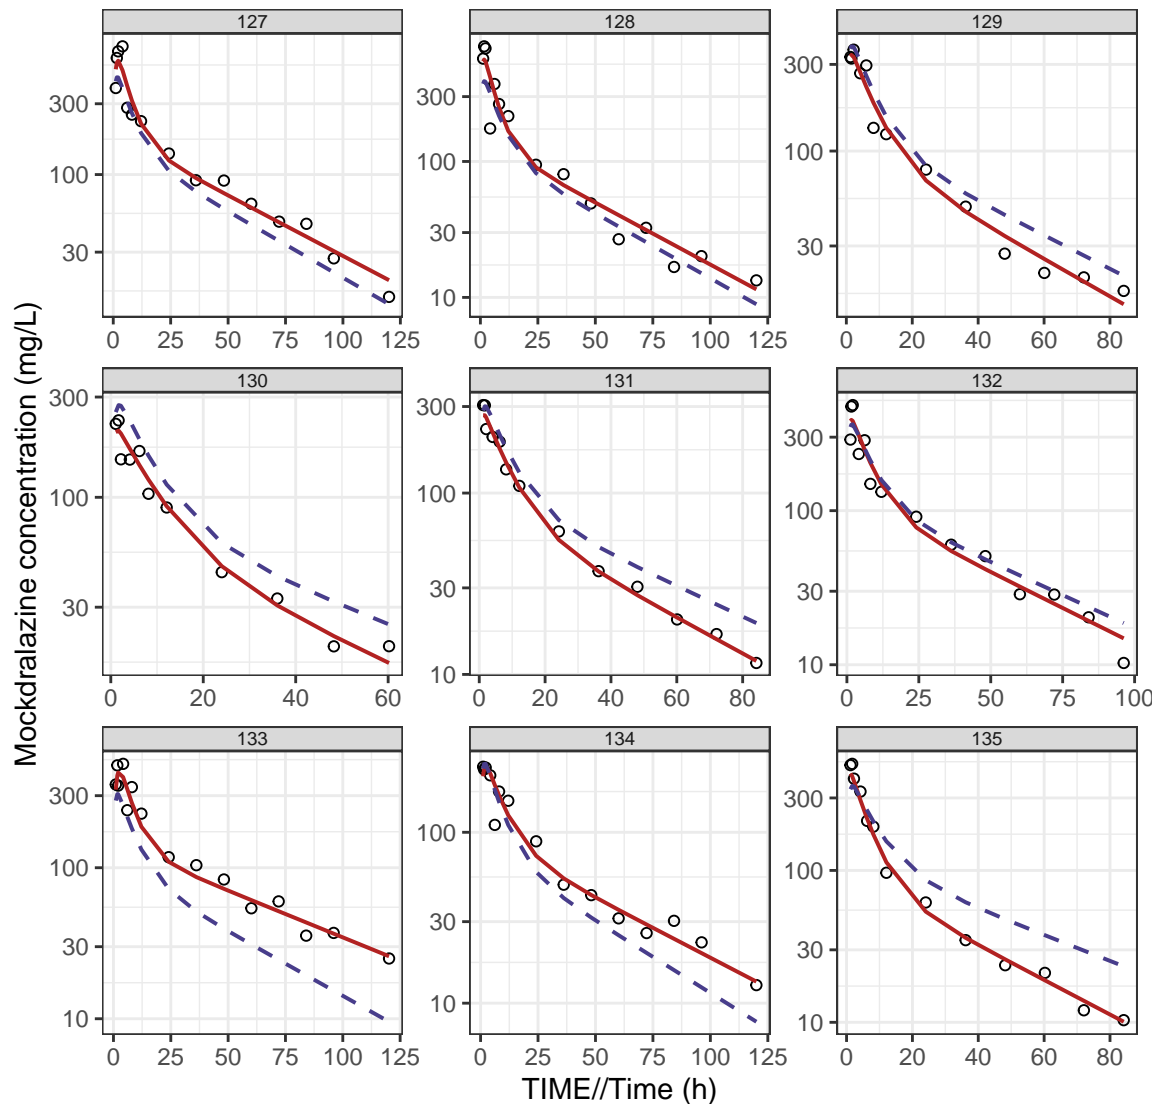 127 128 129
300 300 300
100 100 100
30 30 30
10
0 25 50 75 100 125 0 25 50 75 100 125 0 20 40 60 80
130 131 132
300 300 300
100 100 100
30 30 30
10 10
0 20 40 60 0 20 40 60 80 0 25 50 75 100
133 134 135
300 300
100 100 100
30 30 30
10 10 10
0 25 50 75 100 125 0 25 50 75 100 125 0 20 40 60 80
Mockdralazine concentration (mg/L)
TIME//Time (h)